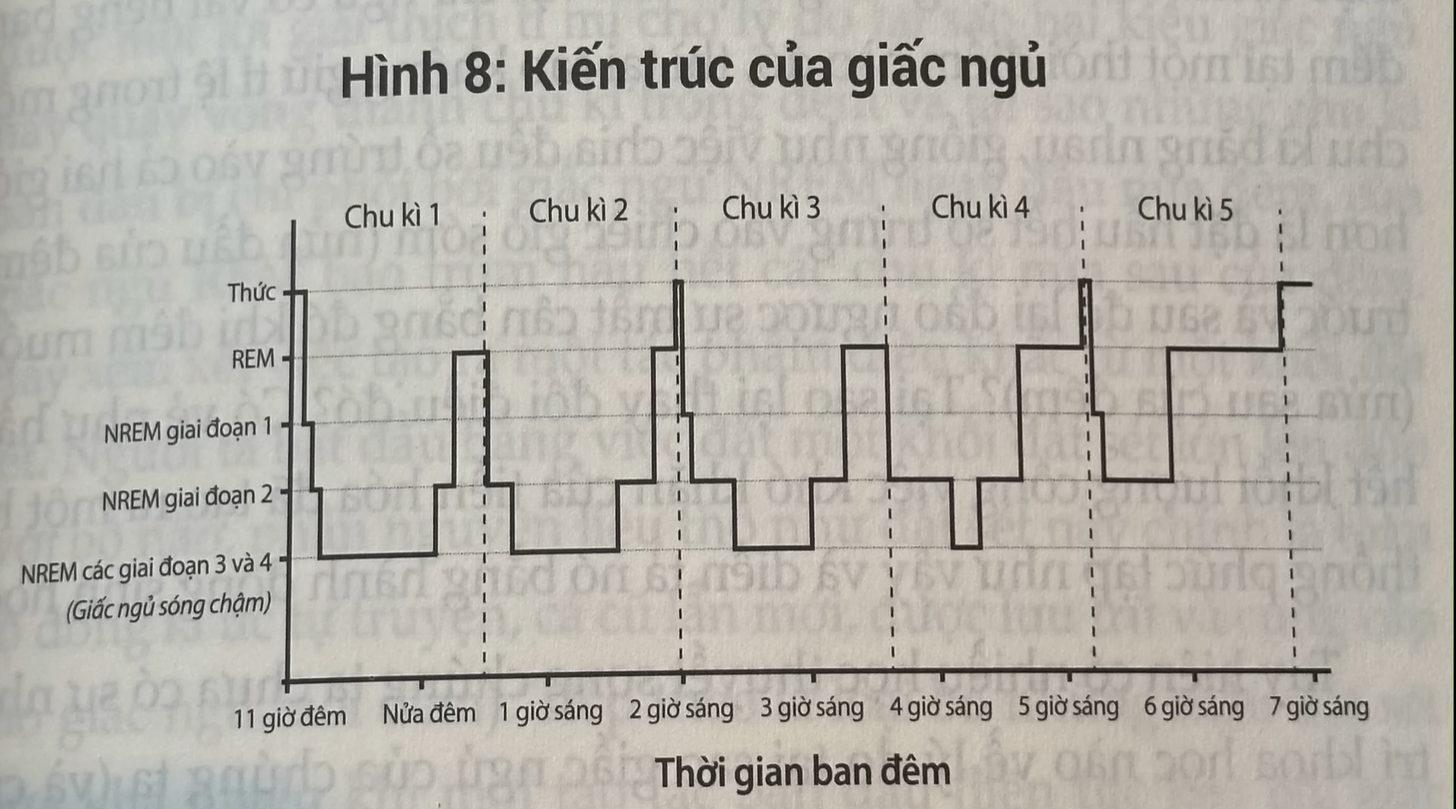 Hình 8: Kiến trúc của giấc ngủ
Chu kì 1 Chu kì 2 Chu kì 3 Chu kì 4 Chu kì 5
Thức
REM
NREM giai đoạn 1
NREM giai đoạn 2
NREM các giai đoạn 3 và 4
(Giấc ngủ sóng chậm)
11 giờ đêm Nửa đêm 1 giờ sáng 2 giờ sáng 3 giờ sáng 4 giờ sáng 5 giờ sáng 6 giờ sáng 7 giờ sáng
Thời gian ban đêm